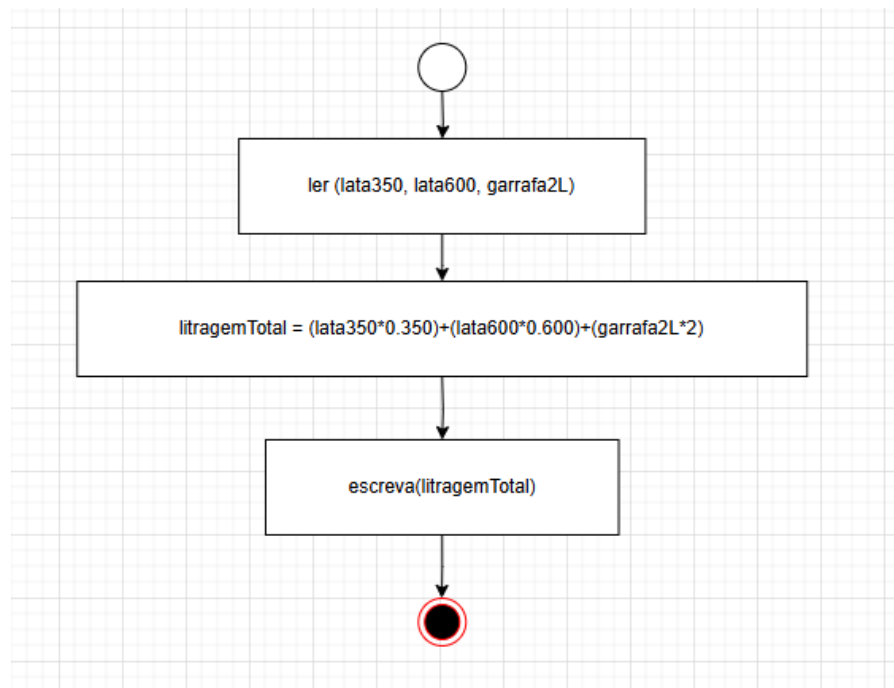 ler (lata350, lata600, garrafa2L)
litragemTotal = (lata350*0.350)+(lata600*0.600)+(garrafa2L*2)
escreva(litragemTotal)